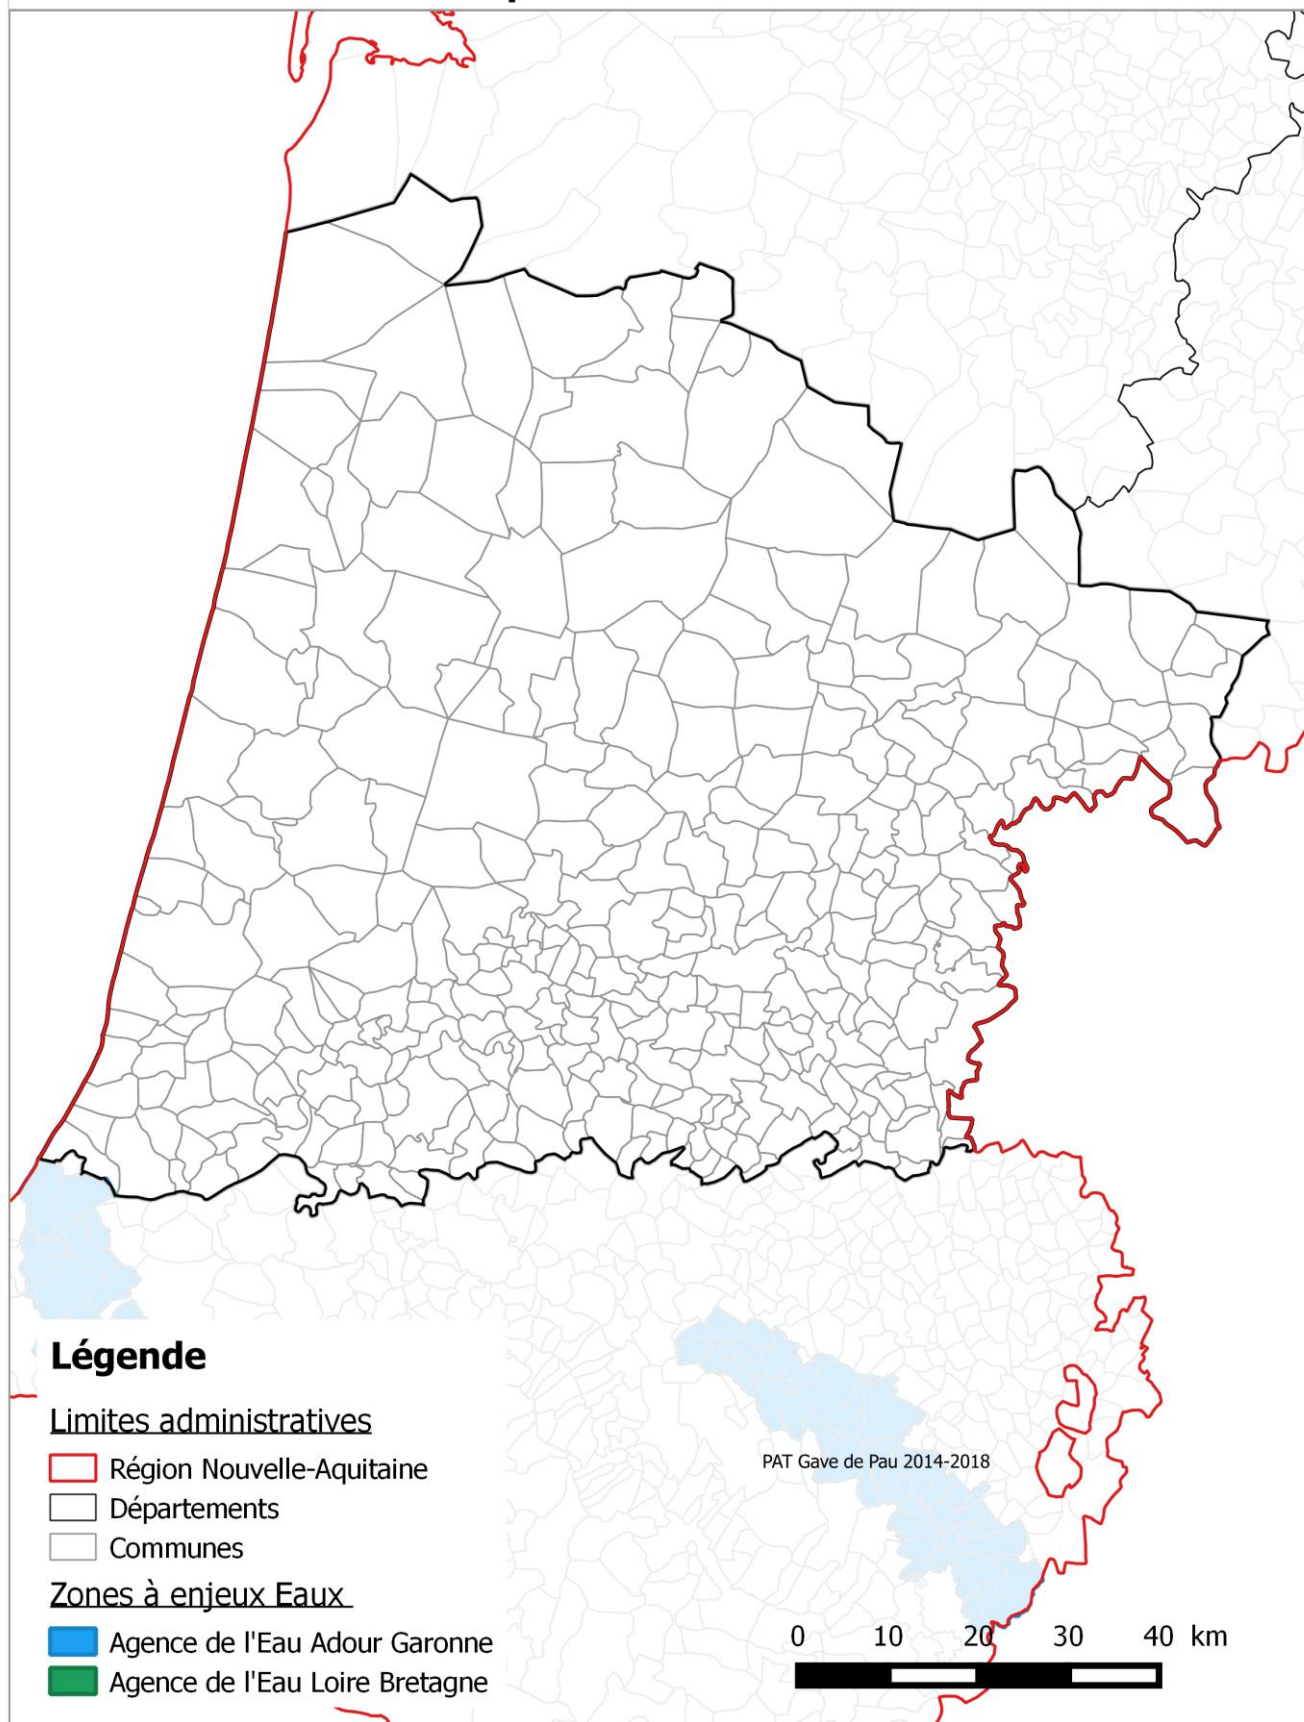 PAT Gave de Pau 2014-2018
Légende
Limites administratives
Région Nouvelle-Aquitaine
Départements
Communes
Zones à enjeux Eaux
Agence de l'Eau Adour Garonne
Agence de l'Eau Loire Bretagne
0 10 20 30 40 km